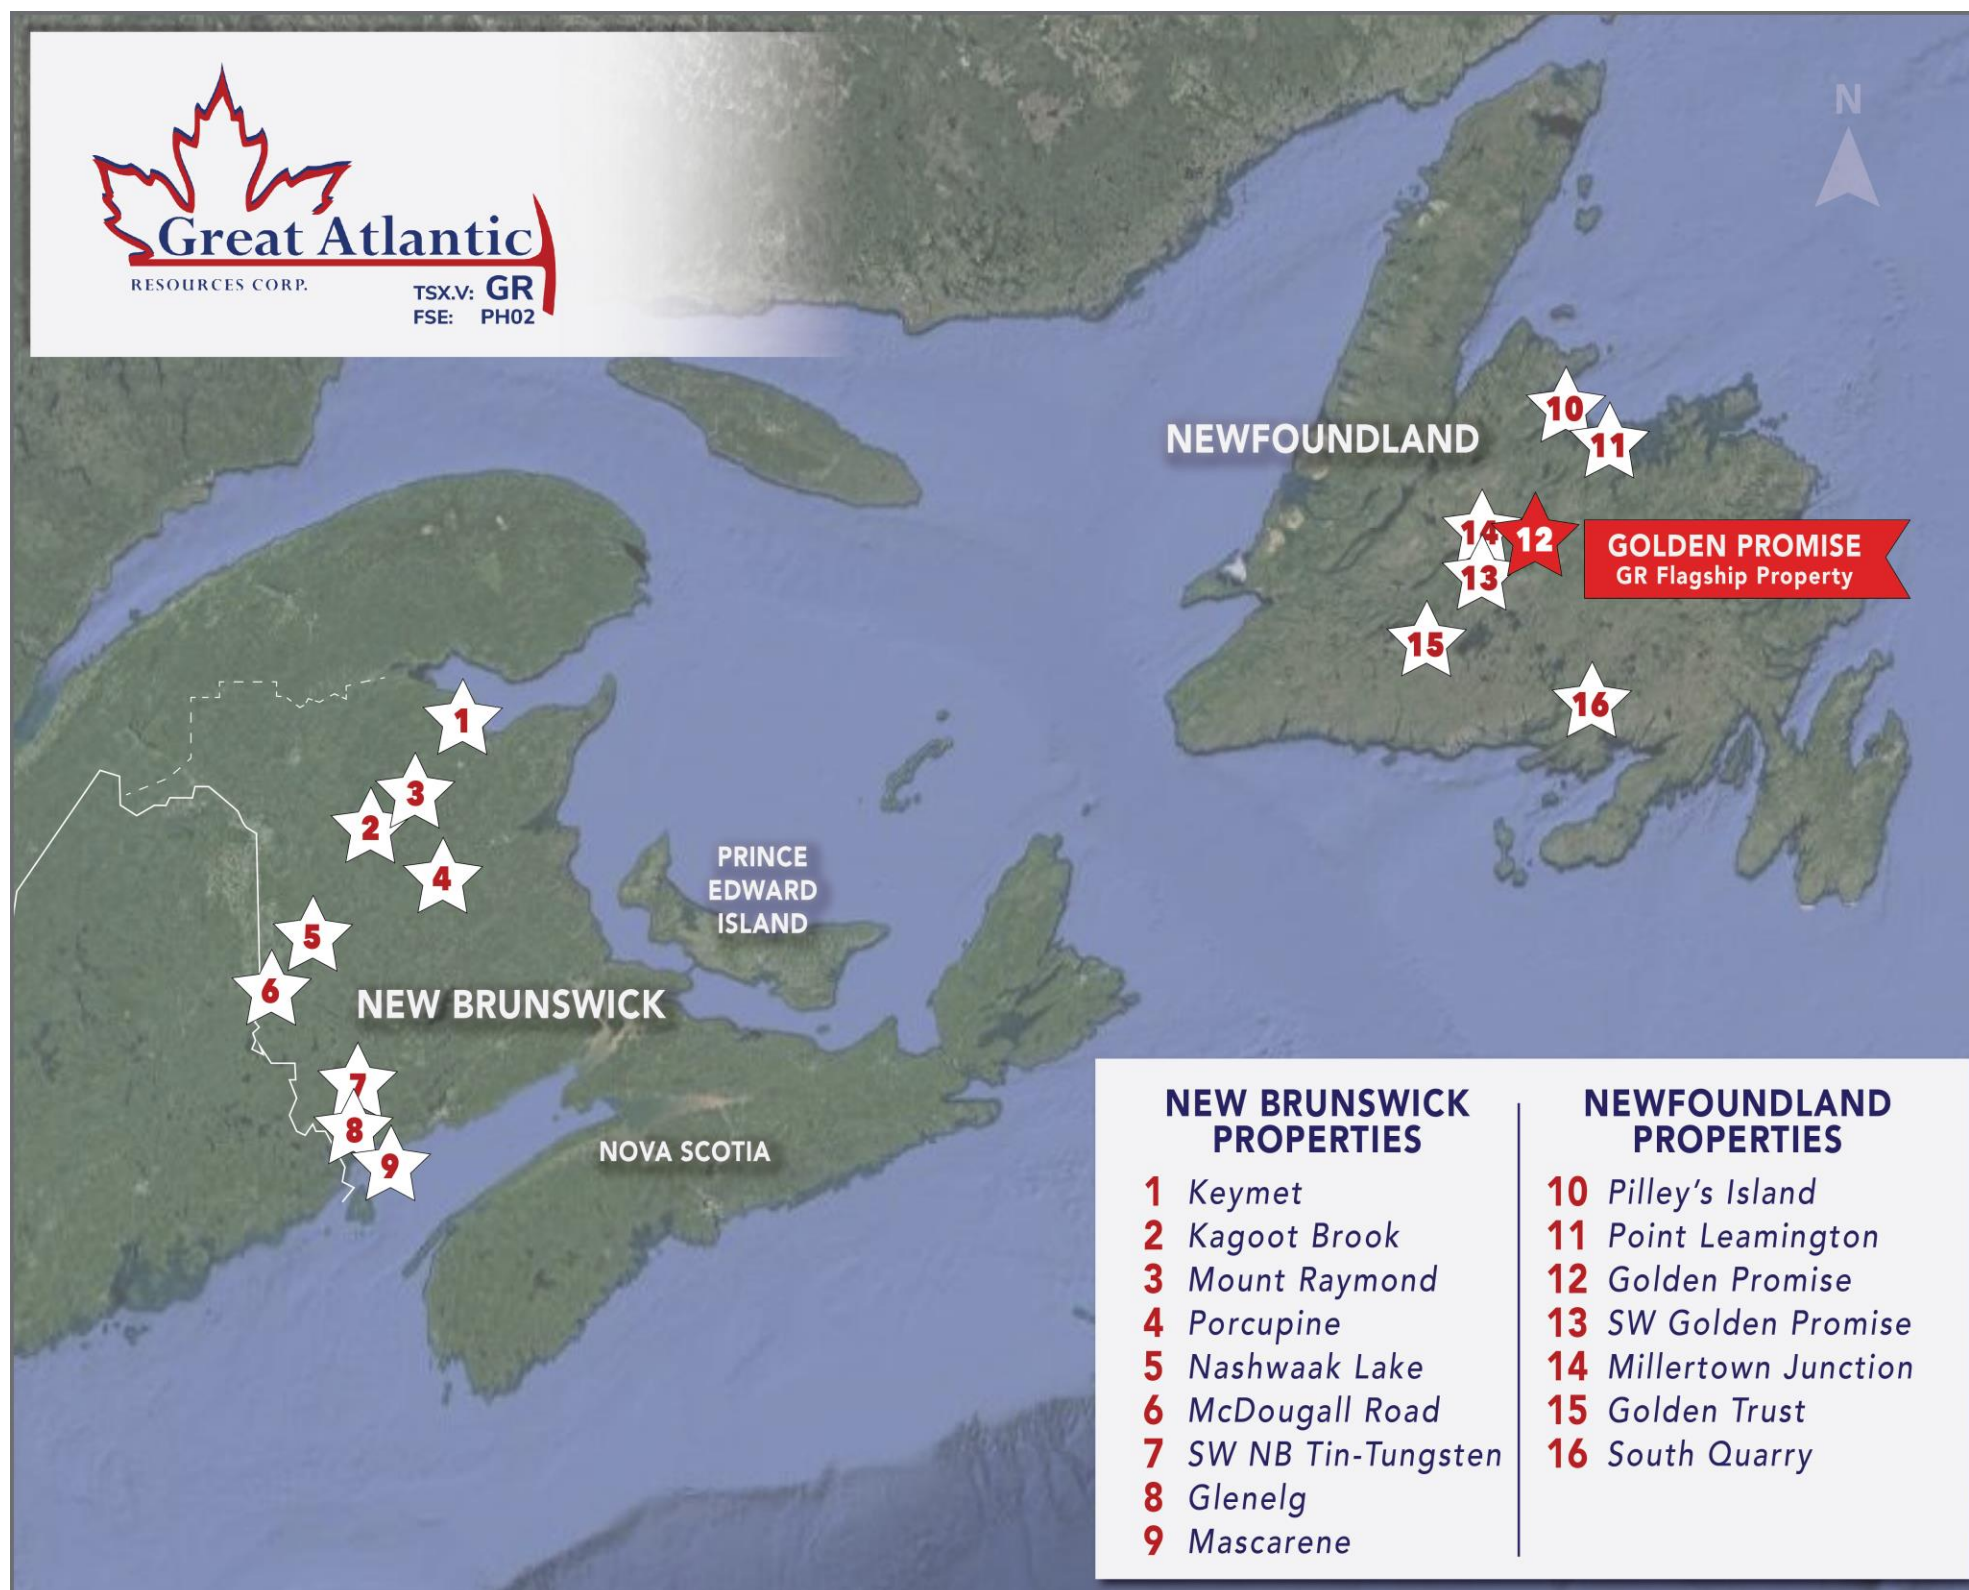 Great Atlantic
RESOURCES CORP.
TSX.V: GR
FSE: PH02
N
NEWFOUNDLAND
10
11
14
12
13
GOLDEN PROMISE
GR Flagship Property
15
16
1
3
2
4
5
6
PRINCE
EDWARD
ISLAND
NEW BRUNSWICK
7
8
9
NOVA SCOTIA
NEW BRUNSWICK
PROPERTIES
1 Keymet
2 Kagoot Brook
3 Mount Raymond
4 Porcupine
5 Nashwaak Lake
6 McDougall Road
7 SW NB Tin-Tungsten
8 Glenelg
9 Mascarene
NEWFOUNDLAND
PROPERTIES
10 Pilley's Island
11 Point Leamington
12 Golden Promise
13 SW Golden Promise
14 Millertown Junction
15 Golden Trust
16 South Quarry